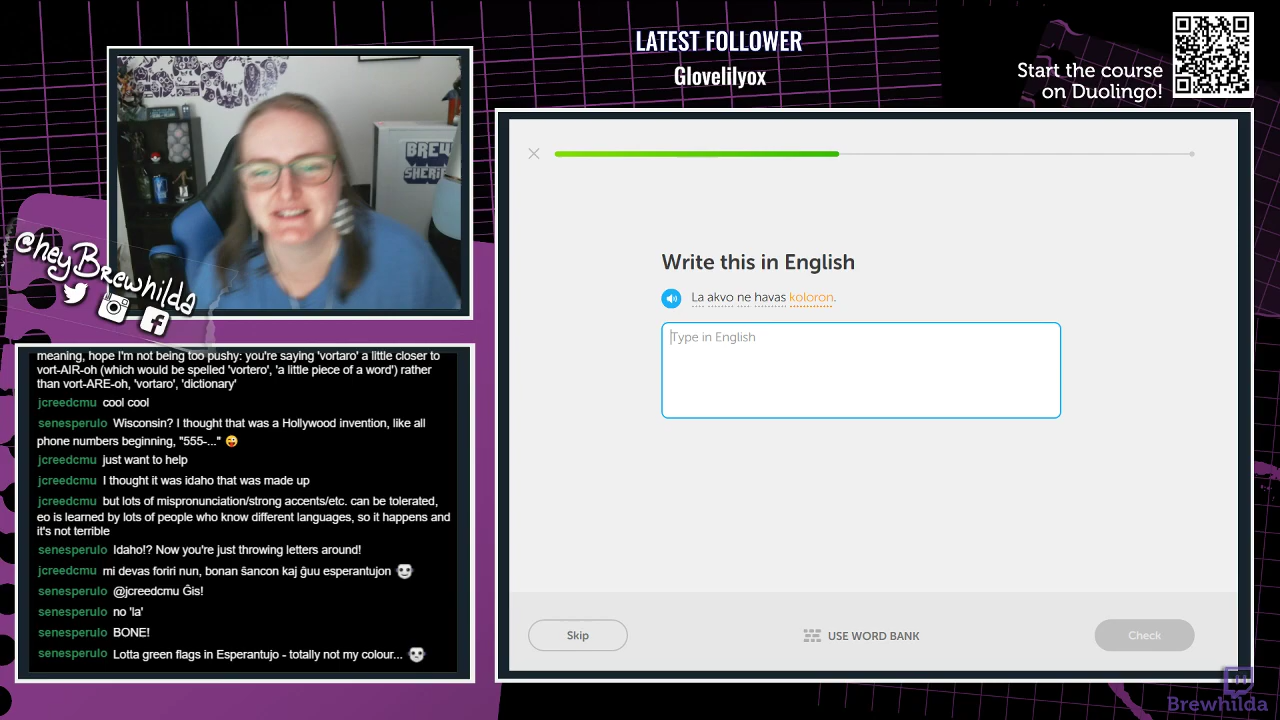 LATEST FOLLOWER
Glovelilyox
Start the course
on Duolingo!
BREW
SHERIF
@heyBrewhilda
Write this in English
La akvo ne havas koloron.
Type in English
Skip
USE WORD BANK
Check
meaning, hope I'm not being too pushy: you're saying 'vortaro' a little closer to
vort-AIR-oh (which would be spelled 'vortero', 'a little piece of a word') rather
than vort-ARE-oh, 'vortaro', 'dictionary'
jcreedcmu cool cool
senesperulo Wisconsin? I thought that was a Hollywood invention, like all
phone numbers beginning, "555-..." 😜
jcreedcmu just want to help
jcreedcmu I thought it was idaho that was made up
jcreedcmu but lots of mispronunciation/strong accents/etc. can be tolerated,
eo is learned by lots of people who know different languages, so it happens and
it's not terrible
senesperulo Idaho!? Now you're just throwing letters around!
jcreedcmu mi devas foriri nun, bonan ŝancon kaj ĝuu esperantujon
senesperulo @jcreedcmu Ĝis!
senesperulo no 'la'
senesperulo BONE!
senesperulo Lotta green flags in Esperantujo - totally not my colour...
Brewhilda